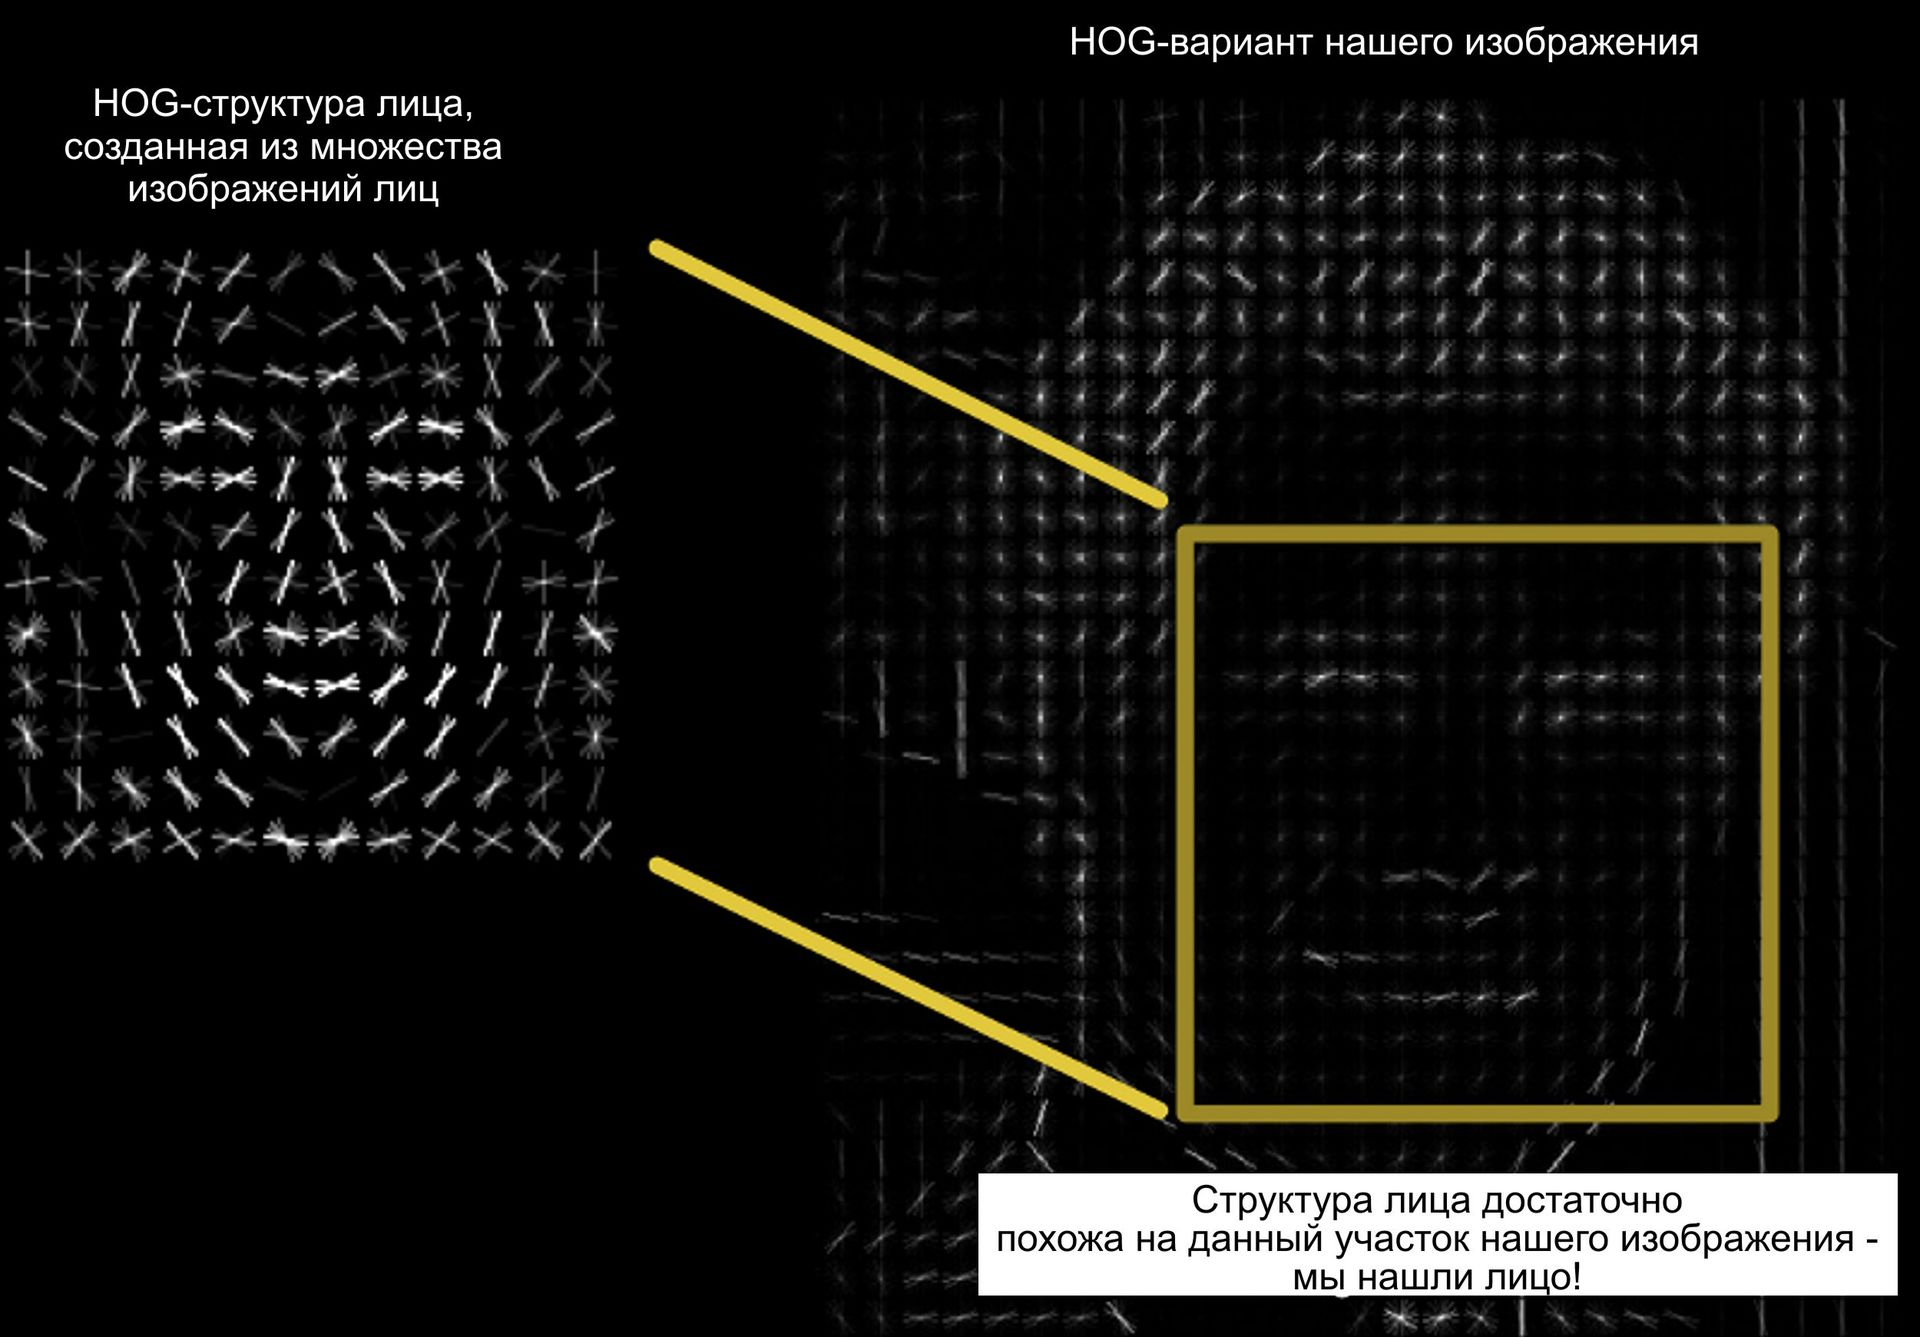 HOG-вариант нашего изображения
HOG-структура лица,
созданная из множества
изображений лиц
Структура лица достаточно
похожа на данный участок нашего изображения -
мы нашли лицо!